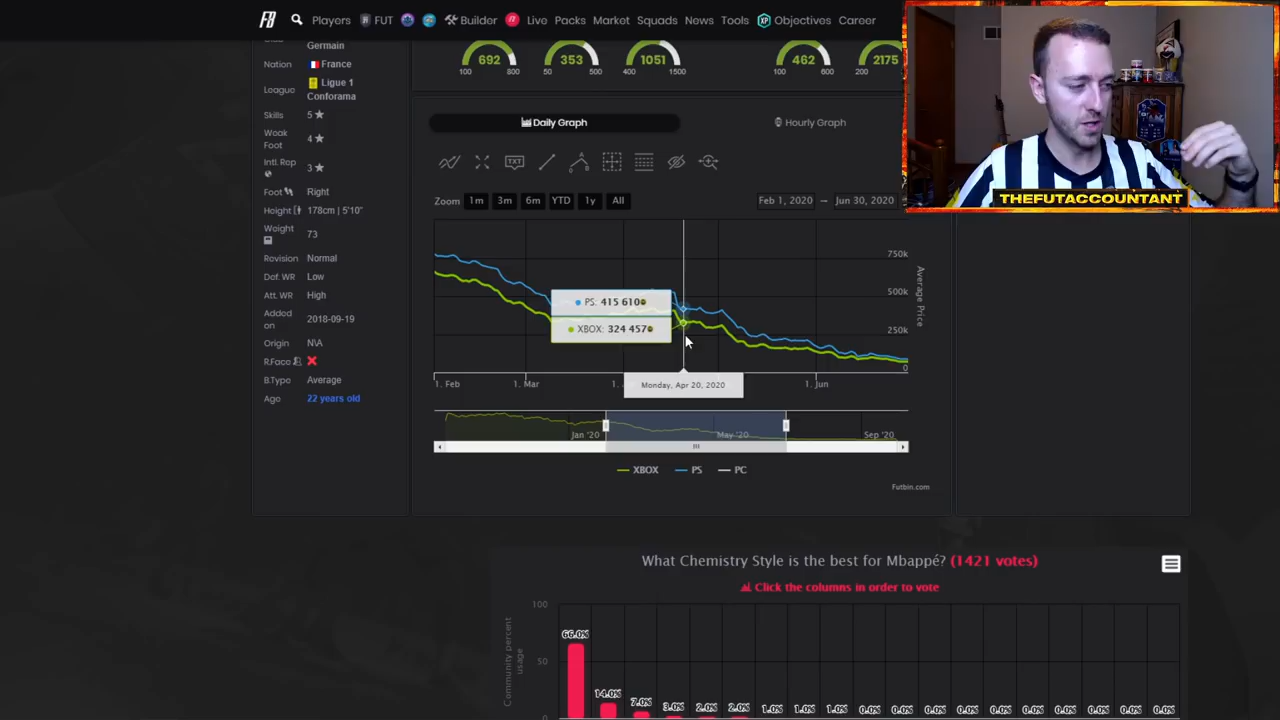 Players FUT Builder Live Packs Market Squads News Tools XP Objectives Career
Germain
Nation France
League Ligue 1
Conforama
Skills 5
Weak
Foot 4
Intl. Rep 3
Foot Right
Height 178cm | 5'10"
Weight 73
Revision Normal
Def. WR Low
Att. WR High
Added
on 2018-09-19
Origin N/A
R.Face
B.Type Average
Age 22 years old
692 353 1051 462 2175
100 800 50 500 400 1500 100 600 200
Daily Graph Hourly Graph
TXT
Zoom 1m 3m 6m YTD 1y All Feb 1, 2020 → Jun 30, 2020
750k
500k
250k
0
Average Price
PS: 415 610
XBOX: 324 457
1. Feb 1. Mar 1. 1. Jun
Monday, Apr 20, 2020
Jan '20 May '20 Sep '20
XBOX PS PC
Futbin.com
THEFUTACCOUNTANT
What Chemistry Style is the best for Mbappé? (1421 votes)
Click the columns in order to vote
Community percent
usage
100
50
0
66.0% 14.0% 7.0% 3.0% 2.0% 2.0% 1.0% 1.0% 1.0% 0.0% 0.0% 0.0% 0.0% 0.0% 0.0% 0.0% 0.0% 0.0% 0.0%